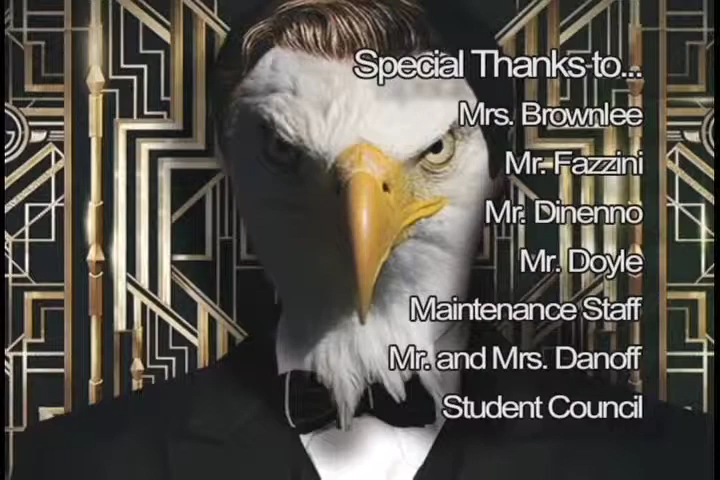 Special Thanks to...
Mrs. Brownlee
Mr. Fazzini
Mr. Dinenno
Mr. Doyle
Maintenance Staff
Mr. and Mrs. Danoff
Student Council